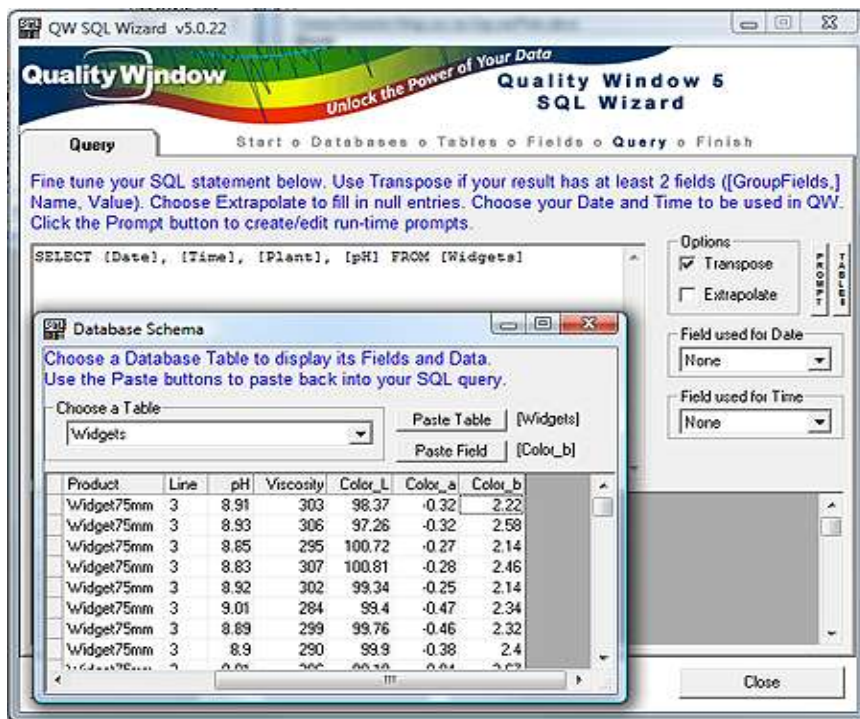 QW SQL Wizard v5.0.22
Quality Window
Unlock the Power of Your Data
Quality Window 5
SQL Wizard
Query
Start o Databases o Tables o Fields o Query o Finish
Fine tune your SQL statement below. Use Transpose if your result has at least 2 fields ([GroupFields,]
Name, Value). Choose Extrapolate to fill in null entries. Choose your Date and Time to be used in QW.
Click the Prompt button to create/edit run-time prompts.
SELECT [Date], [Time], [Plant], [pH] FROM [Widgets]
Options
Transpose
Extrapolate
PROMPT
TABLES
Field used for Date
None
Field used for Time
None
Database Schema
Choose a Database Table to display its Fields and Data.
Use the Paste buttons to paste back into your SQL query.
Choose a Table
Widgets
Paste Table [Widgets]
Paste Field [Color_b]
Product Line pH Viscosity Color_L Color_a Color_b
Widget75mm 3 8.91 303 98.37 -0.32 2.22
Widget75mm 3 8.93 306 97.26 -0.32 2.58
Widget75mm 3 8.85 295 100.72 -0.27 2.14
Widget75mm 3 8.83 307 100.81 -0.28 2.46
Widget75mm 3 8.92 302 99.34 -0.25 2.14
Widget75mm 3 9.01 284 99.4 -0.47 2.34
Widget75mm 3 8.89 299 99.76 -0.46 2.32
Widget75mm 3 8.9 290 99.9 -0.38 2.4
Close